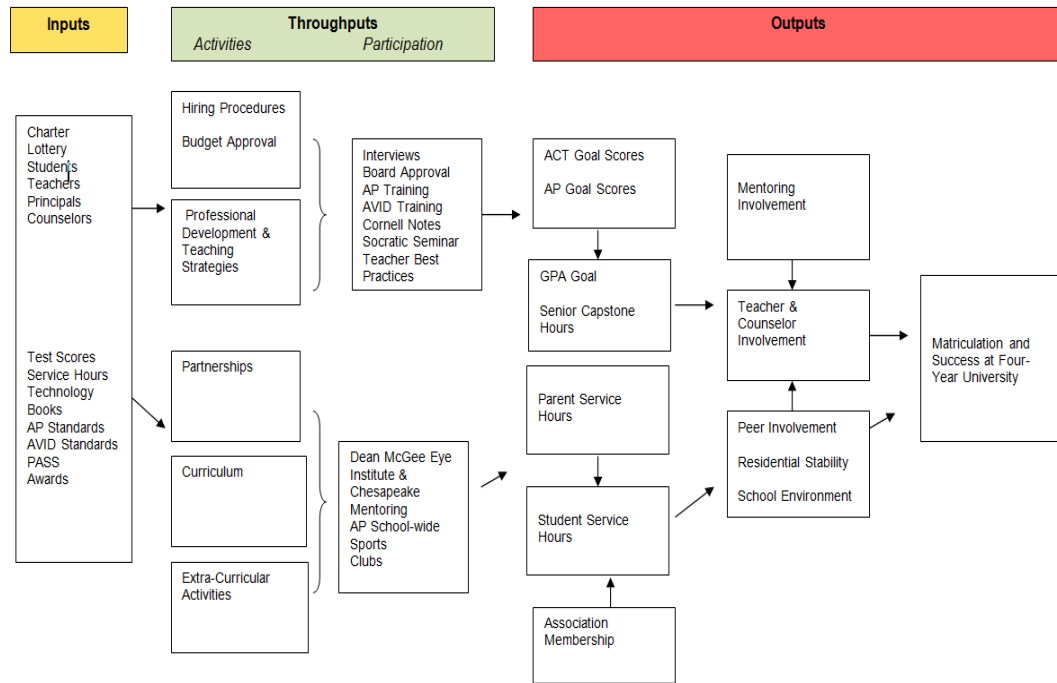 Inputs
Throughputs
Activities
Participation
Outputs
Charter
Lottery
Students
Teachers
Principals
Counselors
Test Scores
Service Hours
Technology
Books
AP Standards
AVID Standards
PASS
Awards
Hiring Procedures
Budget Approval
Professional
Development &
Teaching
Strategies
Partnerships
Curriculum
Extra-Curricular
Activities
Interviews
Board Approval
AP Training
AVID Training
Cornell Notes
Socratic Seminar
Teacher Best
Practices
Dean McGee Eye
Institute &
Chesapeake
Mentoring
AP School-wide
Sports
Clubs
ACT Goal Scores
AP Goal Scores
GPA Goal
Senior Capstone
Hours
Parent Service
Hours
Student Service
Hours
Association
Membership
Mentoring
Involvement
Teacher &
Counselor
Involvement
Peer Involvement
Residential Stability
School Environment
Matriculation and
Success at Four-
Year University